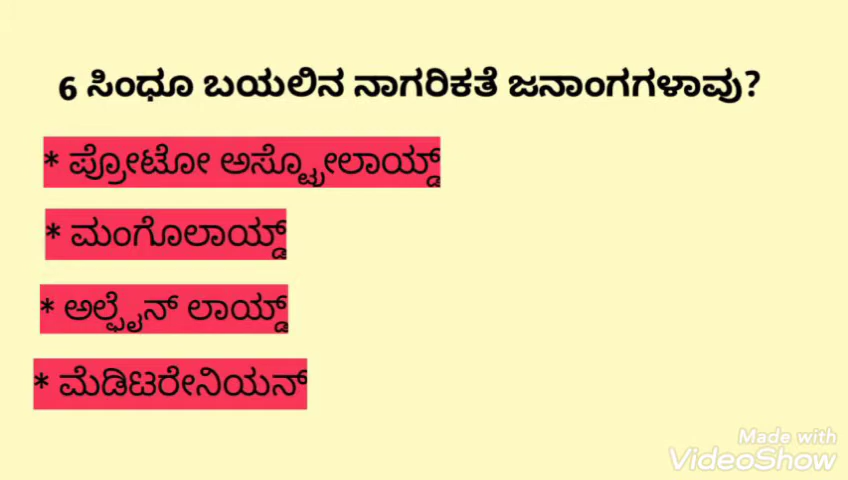 6 ಸಿಂಧೂ ಬಯಲಿನ ನಾಗರಿಕತೆ ಜನಾಂಗಗಳಾವು?
* ಪ್ರೋಟೋ ಅಸ್ಟ್ರೋಲಾಯ್ಡ್
* ಮಂಗೊಲಾಯ್ಡ್
* ಅಲ್ಫೈನ್ ಲಾಯ್ಡ್
* ಮೆಡಿಟರೇನಿಯನ್
Made with
VideoShow